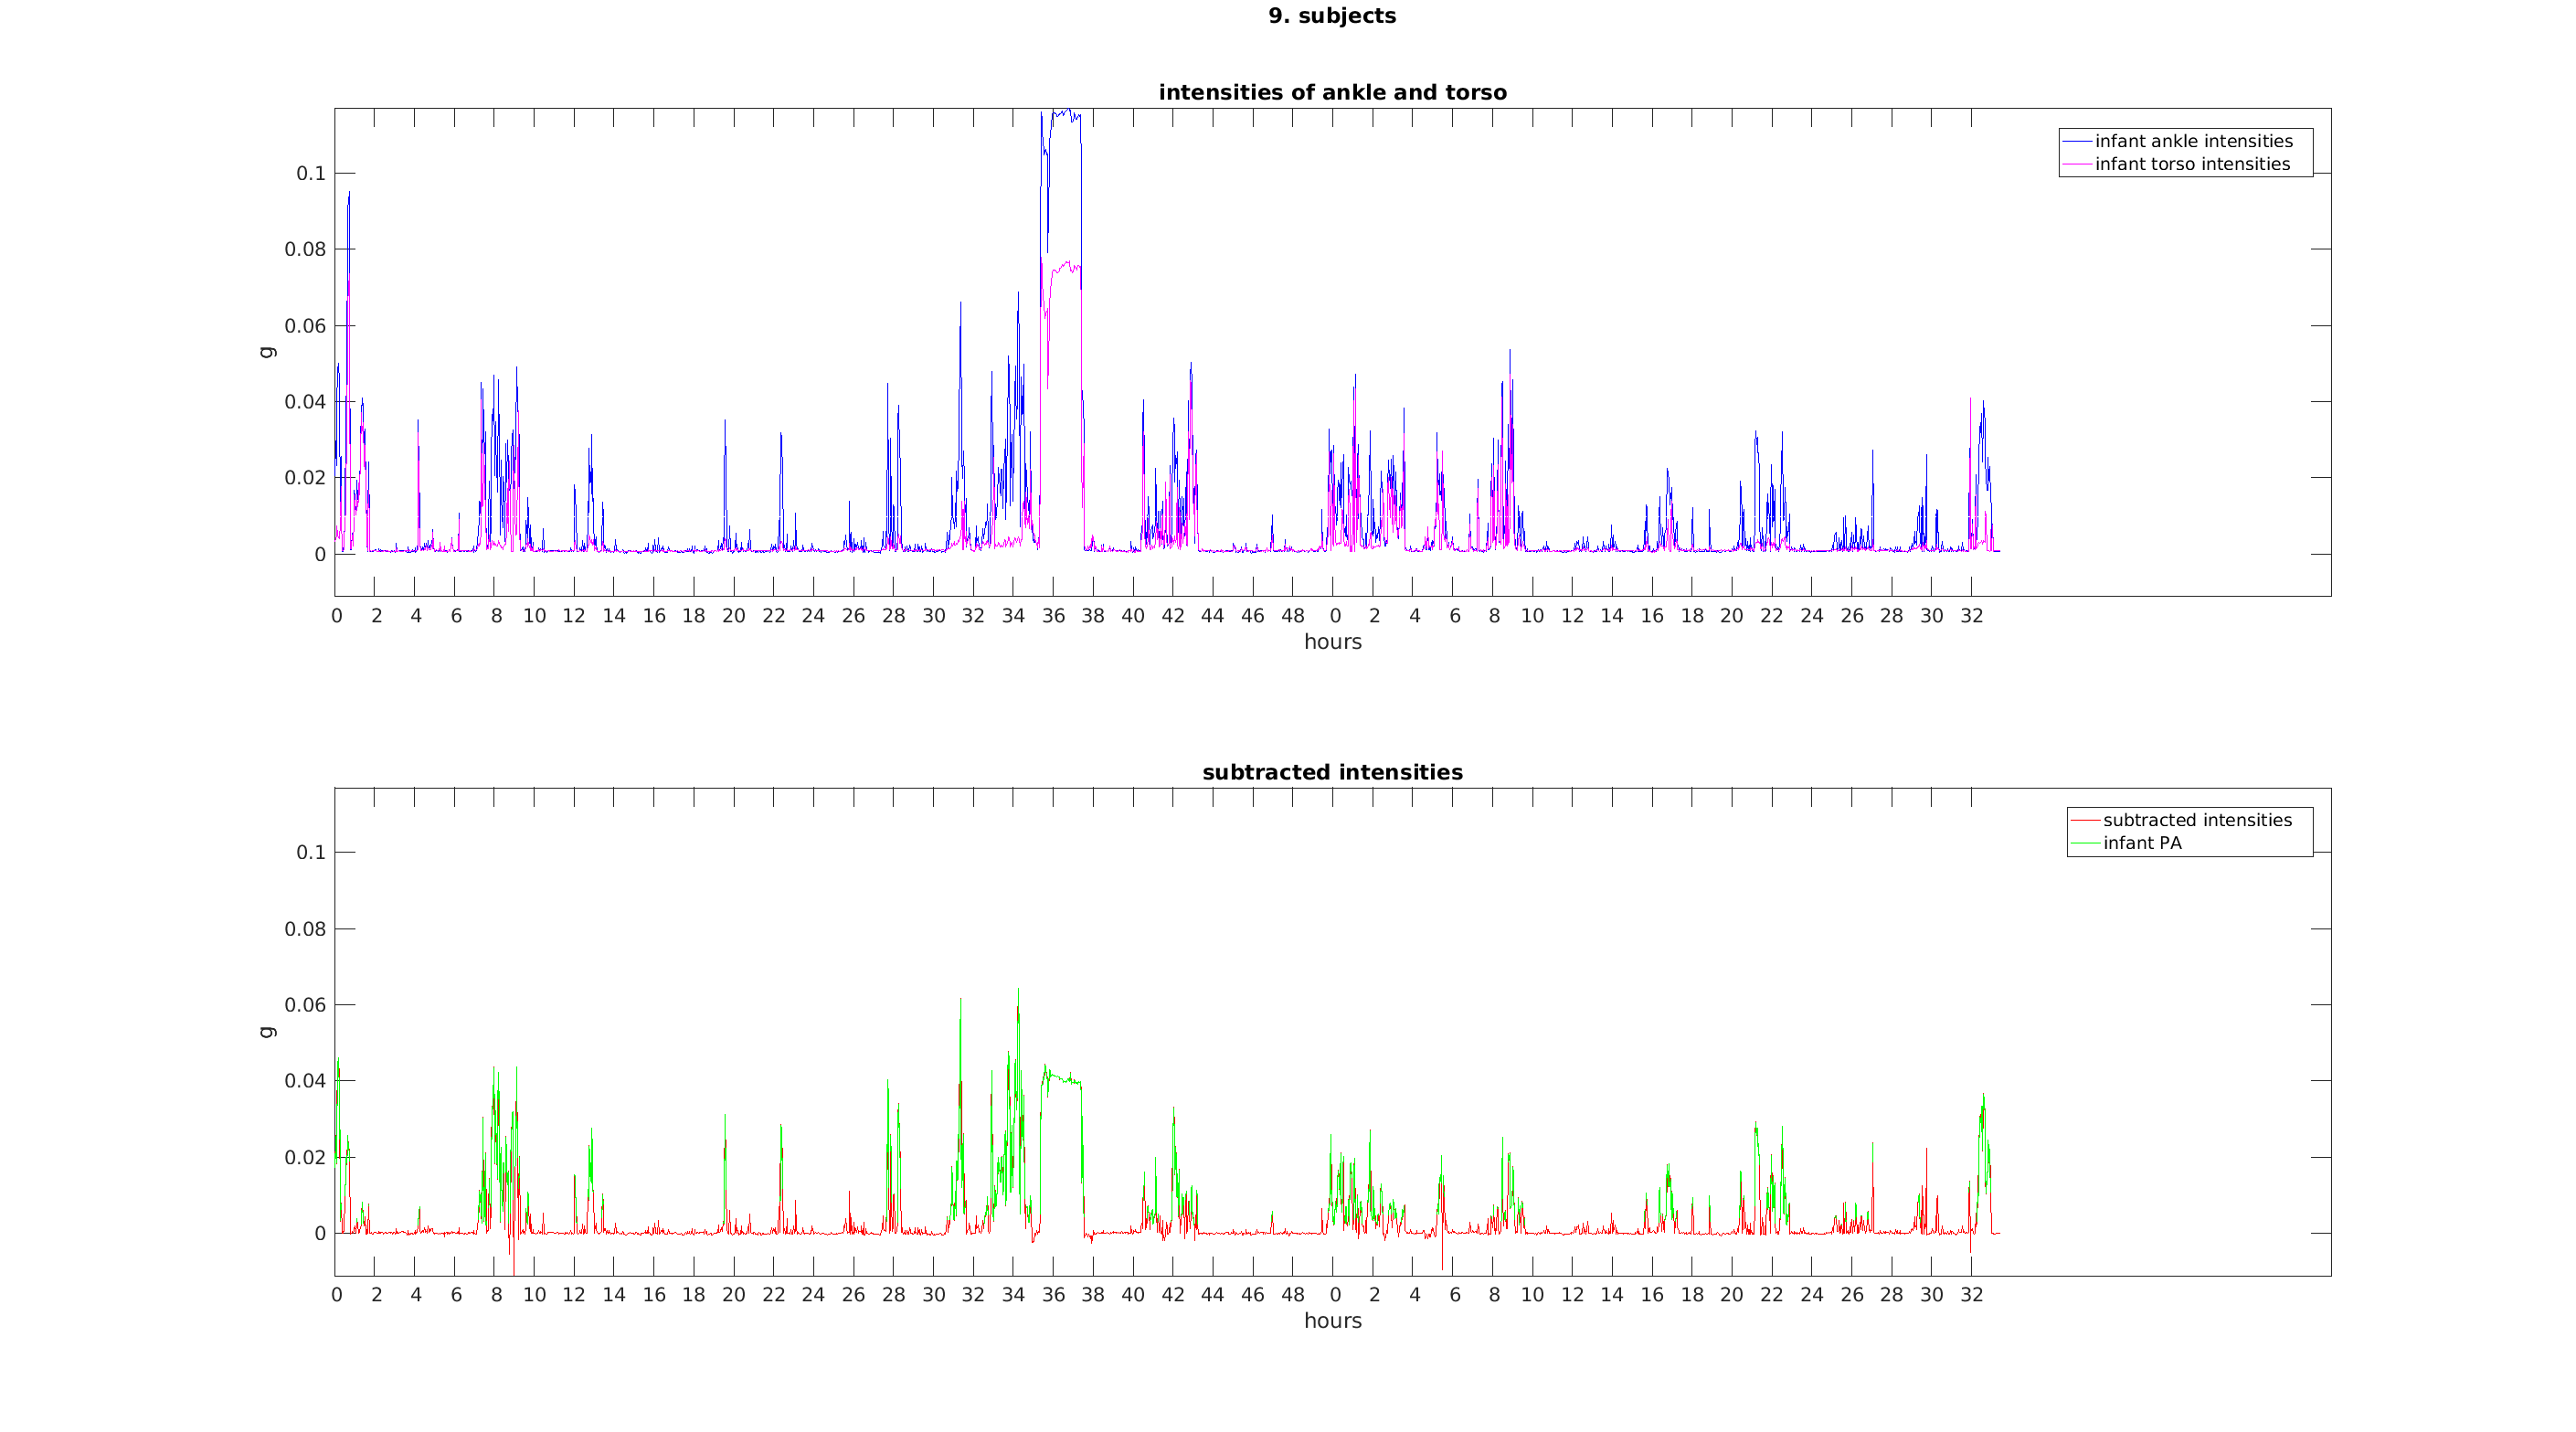 9. subjects
intensities of ankle and torso
infant ankle intensities
infant torso intensities
0.1
0.08
0.06
0.04
0.02
0
g
0 2 4 6 8 10 12 14 16 18 20 22 24 26 28 30 32 34 36 38 40 42 44 46 48 0 2 4 6 8 10 12 14 16 18 20 22 24 26 28 30 32
hours
subtracted intensities
subtracted intensities
infant PA
0.1
0.08
0.06
0.04
0.02
0
g
0 2 4 6 8 10 12 14 16 18 20 22 24 26 28 30 32 34 36 38 40 42 44 46 48 0 2 4 6 8 10 12 14 16 18 20 22 24 26 28 30 32
hours